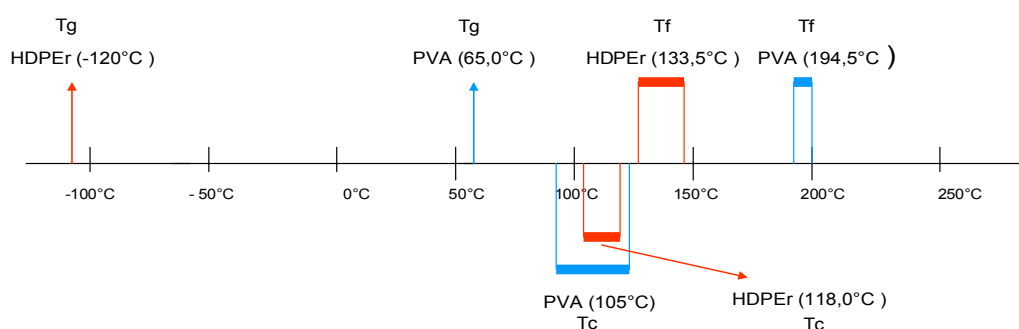 Tg
HDPEr (-120°C )
Tg
PVA (65,0°C )
Tf
HDPEr (133,5°C )
Tf
PVA (194,5°C )
-100°C
- 50°C
0°C
50°C
100°C
150°C
200°C
250°C
PVA (105°C)
Tc
HDPEr (118,0°C )
Tc